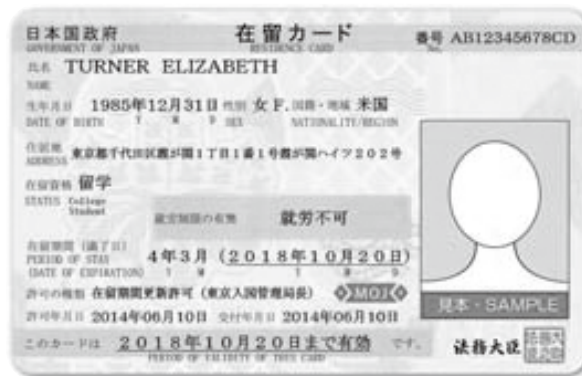 日本国政府 在留カード 番号 AB12345678CD
GOVERNMENT OF JAPAN RESIDENCE CARD No.
氏名 TURNER ELIZABETH
NAME
生年月日 1985年12月31日 性別 女 F. 国籍・地域 米国
DATE OF BIRTH Y M D SEX NATIONALITY/REGION
住居地 東京都千代田区霞が関1丁目1番1号霞が関ハイツ202号
ADDRESS
在留資格 留学
STATUS College Student
就労制限の有無 就労不可
在留期間(満了日) 4年3月(2018年10月20日)
PERIOD OF STAY
(DATE OF EXPIRATION) Y M Y M D
許可の種類 在留期間更新許可(東京入国管理局長) MOJ
見本・SAMPLE
許可年月日 2014年06月10日 交付年月日 2014年06月10日
このカードは 2018年10月20日まで有効 です。 法務大臣
PERIOD OF VALIDITY OF THIS CARD